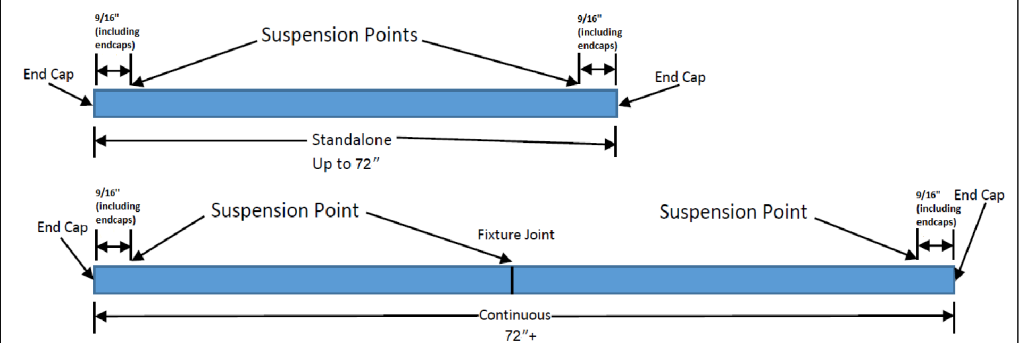 9/16"
(including
endcaps)
Suspension Points
9/16"
(including
endcaps)
End Cap
End Cap
Standalone
Up to 72"
9/16"
(including
endcaps)
Suspension Point
Suspension Point
9/16"
(including
endcaps)
End Cap
End Cap
Fixture Joint
Continuous
72"+